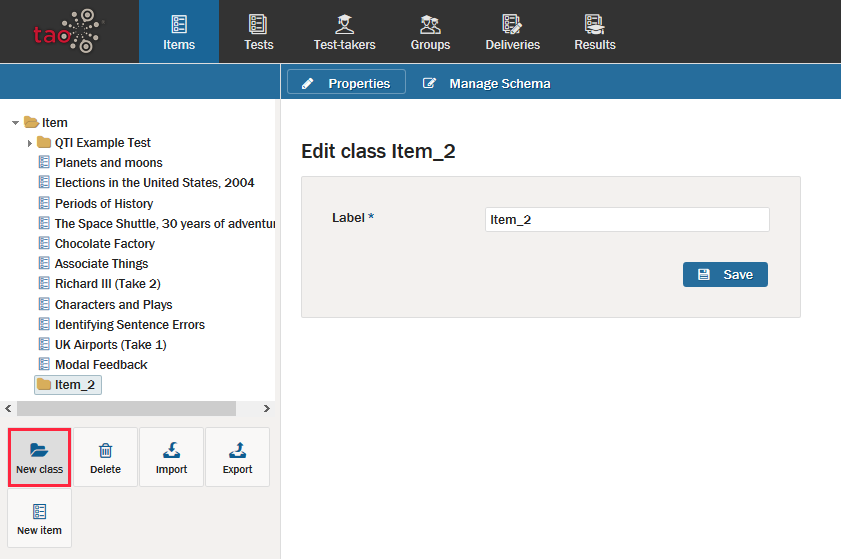 tao
Items
Tests
Test-takers
Groups
Deliveries
Results
Properties
Manage Schema
Item
QTI Example Test
Planets and moons
Elections in the United States, 2004
Periods of History
The Space Shuttle, 30 years of adventur
Chocolate Factory
Associate Things
Richard III (Take 2)
Characters and Plays
Identifying Sentence Errors
UK Airports (Take 1)
Modal Feedback
Item_2
New class
Delete
Import
Export
New item
Edit class Item_2
Label *
Item_2
Save